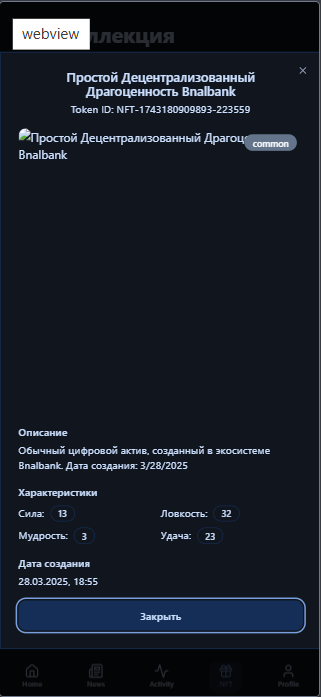 webview
ллекция
×
Простой Децентрализованный
Драгоценность Bnalbank
Token ID: NFT-1743180909893-223559
Простой Децентрализованный Драгоц
common
Bnalbank
Описание
Обычный цифровой актив, созданный в экосистеме
Bnalbank. Дата создания: 3/28/2025
Характеристики
Сила: 13 Ловкость: 32
Мудрость: 3 Удача: 23
Дата создания
28.03.2025, 18:55
Закрыть
Home News Activity NFT Profile